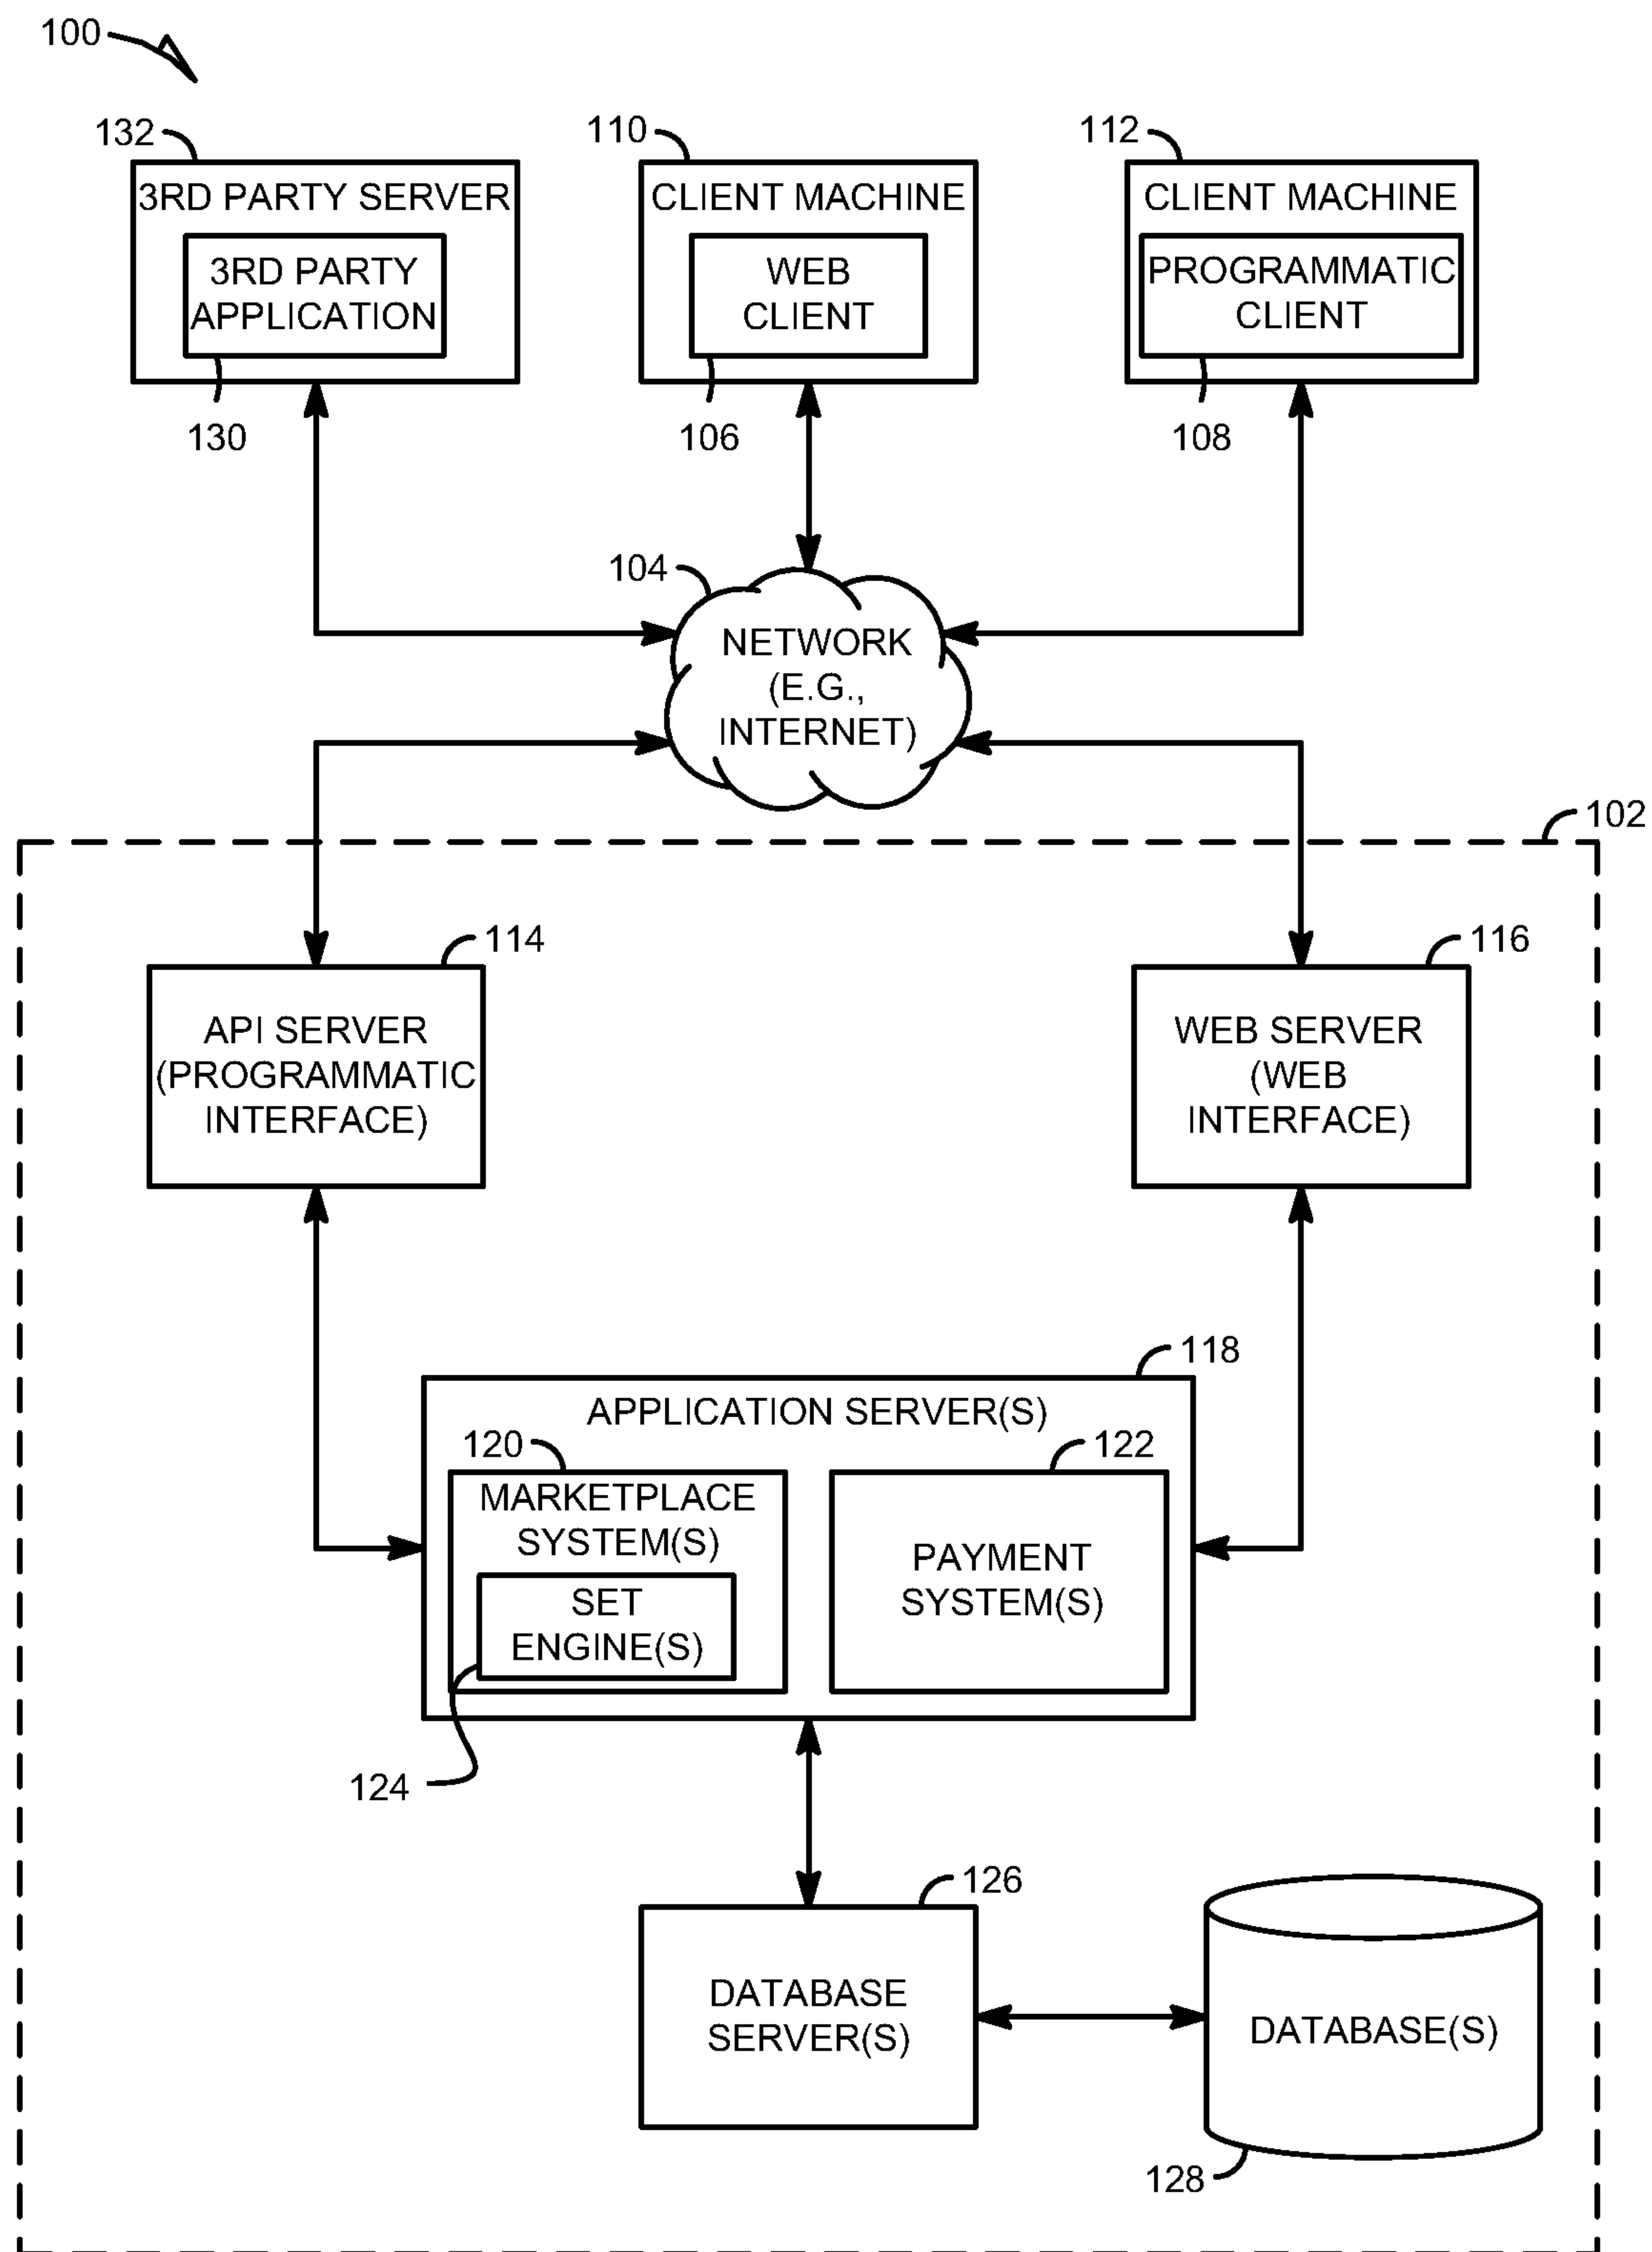 100
132
110
112
3RD PARTY SERVER
CLIENT MACHINE
CLIENT MACHINE
3RD PARTY
APPLICATION
WEB
CLIENT
PROGRAMMATIC
CLIENT
130
106
108
104
NETWORK
(E.G.,
INTERNET)
102
114
116
API SERVER
(PROGRAMMATIC
INTERFACE)
WEB SERVER
(WEB
INTERFACE)
118
APPLICATION SERVER(S)
120
122
MARKETPLACE
SYSTEM(S)
SET
ENGINE(S)
PAYMENT
SYSTEM(S)
124
126
DATABASE
SERVER(S)
DATABASE(S)
128